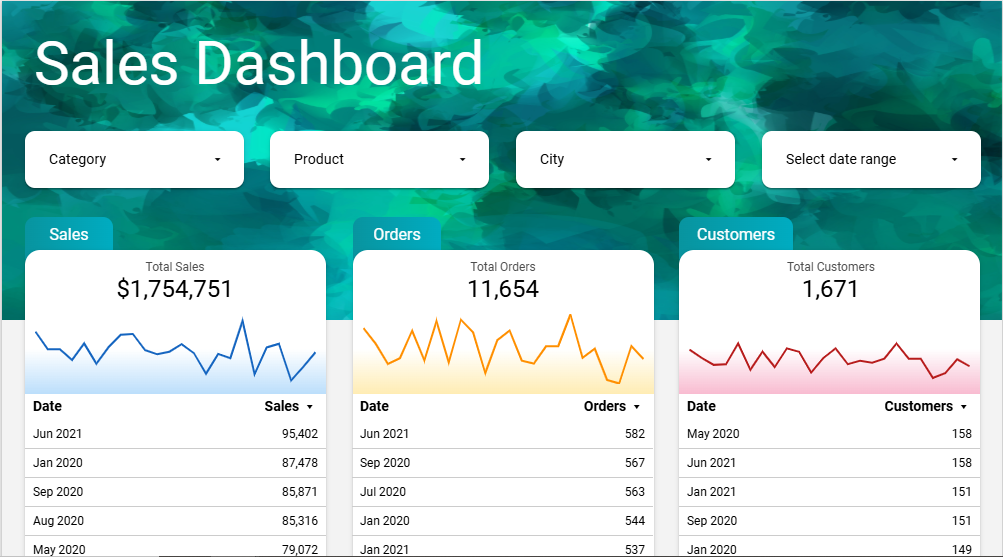 Sales Dashboard
Category
Product
City
Select date range
Sales
Orders
Customers
Total Sales
$1,754,751
Total Orders
11,654
Total Customers
1,671
Date Sales
Jun 2021 95,402
Jan 2020 87,478
Sep 2020 85,871
Aug 2020 85,316
May 2020 79,072
Date Orders
Jun 2021 582
Sep 2020 567
Jul 2020 563
Jan 2020 544
Jan 2021 537
Date Customers
May 2020 158
Jun 2021 158
Jan 2021 151
Sep 2020 151
Jan 2020 149